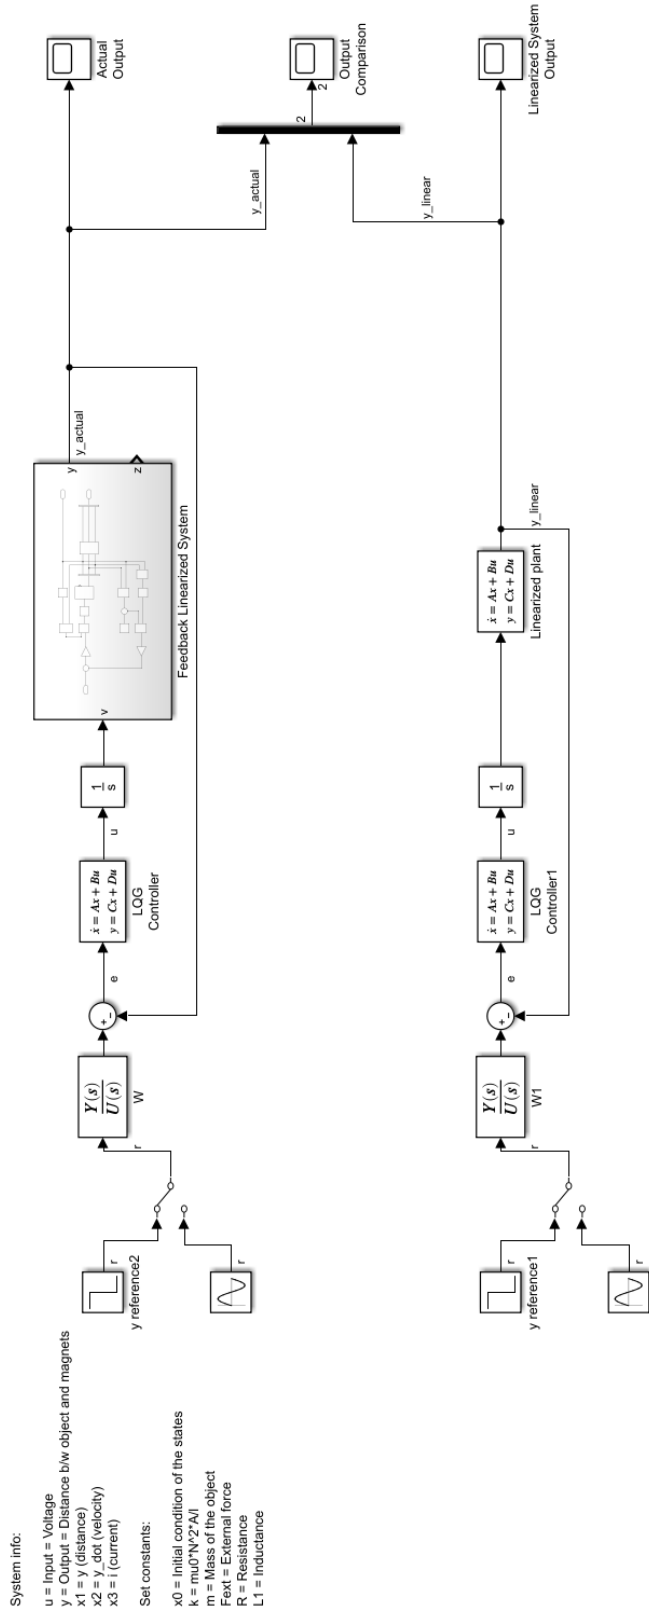 System info:
u = Input = Voltage
y = Output = Distance b/w object and magnets
x1 = y (distance)
x2 = y_dot (velocity)
x3 = i (current)
Set constants:
x0 = Initial condition of the states
k = mu0*N^2*A/l
m = Mass of the object
Fext = External force
R = Resistance
L1 = Inductance
r
y reference2
r
r
Y(s)
U(s)
W
+
-
e
ẋ = Ax + Bu
y = Cx + Du
LQG
Controller
u
1
s
v
y
z
Feedback Linearized System
y_actual
y_actual
Actual
Output
2
2
Output
Comparison
r
y reference1
r
r
Y(s)
U(s)
W1
+
-
e
ẋ = Ax + Bu
y = Cx + Du
LQG
Controller1
u
1
s
ẋ = Ax + Bu
y = Cx + Du
Linearized plant
y_linear
y_linear
Linearized System
Output